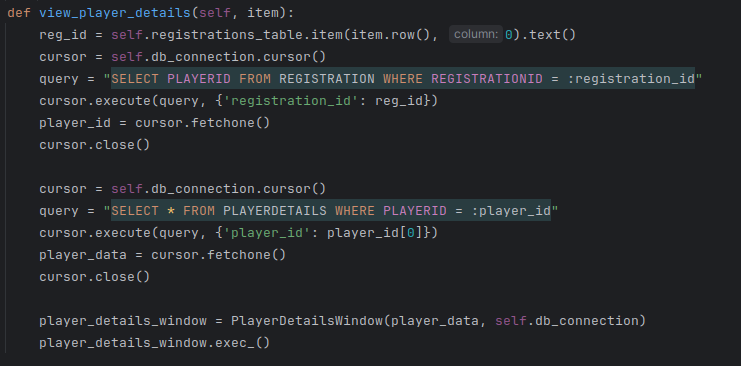 def view_player_details(self, item):
reg_id = self.registrations_table.item(item.row(), column: 0).text()
cursor = self.db_connection.cursor()
query = "SELECT PLAYERID FROM REGISTRATION WHERE REGISTRATIONID = :registration_id"
cursor.execute(query, {'registration_id': reg_id})
player_id = cursor.fetchone()
cursor.close()
cursor = self.db_connection.cursor()
query = "SELECT * FROM PLAYERDETAILS WHERE PLAYERID = :player_id"
cursor.execute(query, {'player_id': player_id[0]})
player_data = cursor.fetchone()
cursor.close()
player_details_window = PlayerDetailsWindow(player_data, self.db_connection)
player_details_window.exec_()